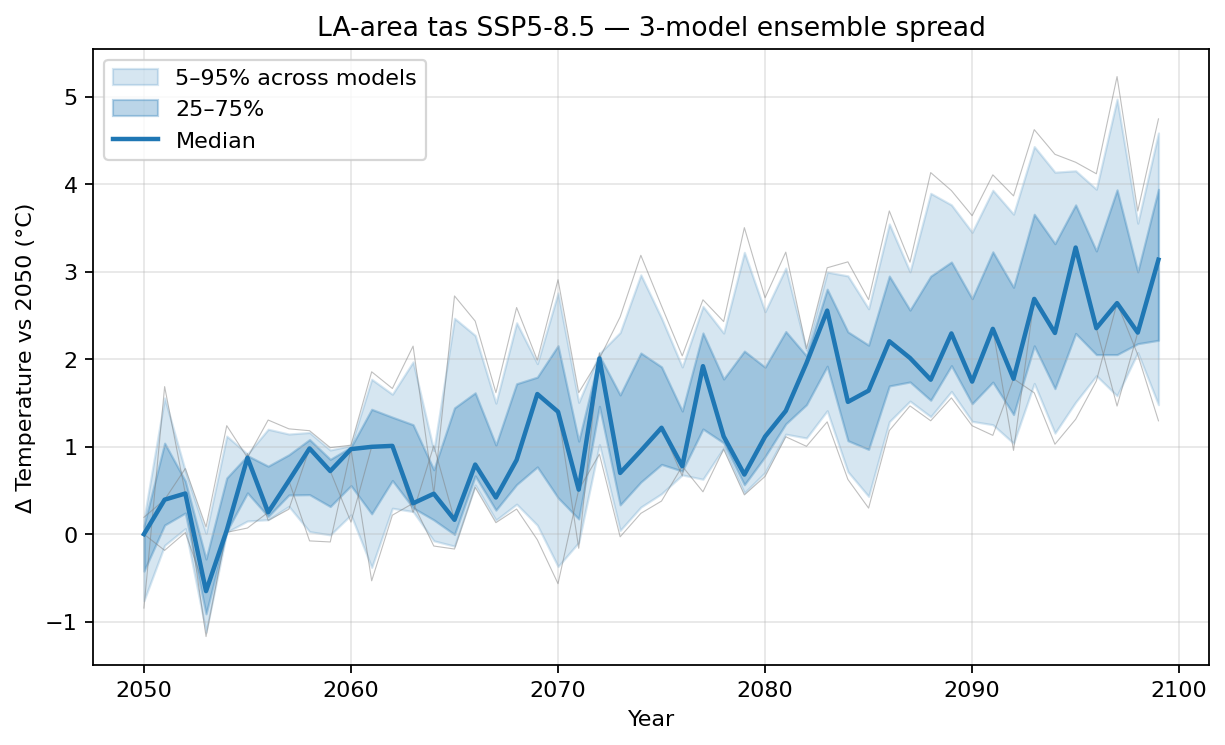 LA-area tas SSP5-8.5 — 3-model ensemble spread
5–95% across models
25–75%
Median
Δ Temperature vs 2050 (°C)
5
4
3
2
1
0
−1
2050 2060 2070 2080 2090 2100
Year